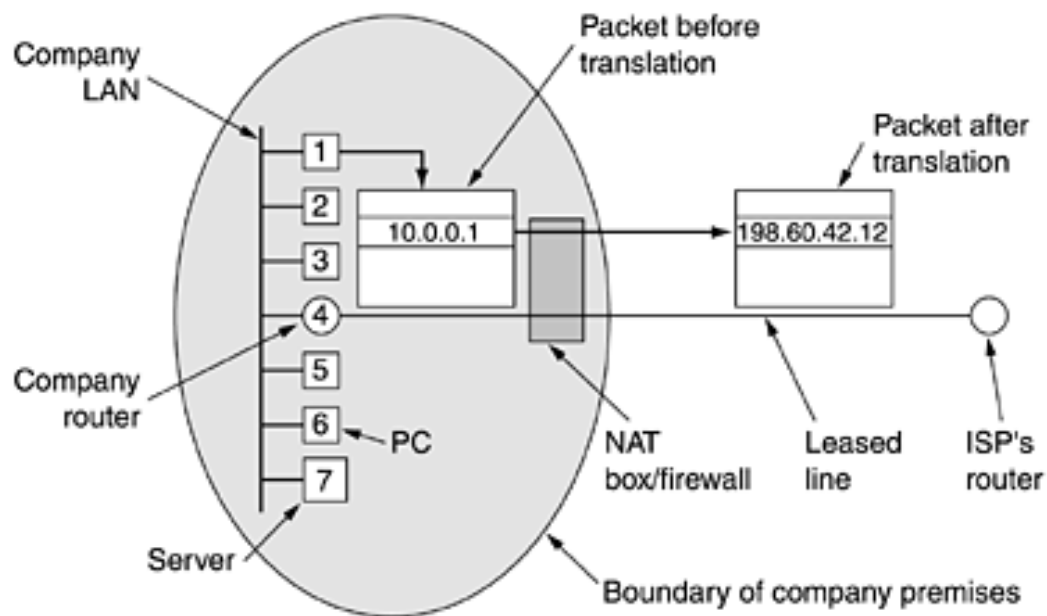 Company
LAN
Packet before
translation
Packet after
translation
1
2
3
4
5
6
7
10.0.0.1
198.60.42.12
Company
router
PC
Server
NAT
box/firewall
Leased
line
ISP's
router
Boundary of company premises